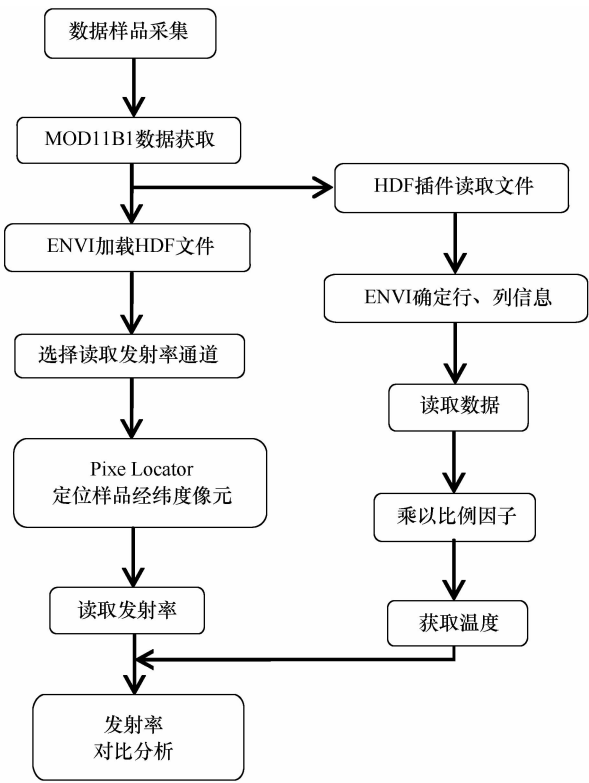 数据样品采集
MOD11B1数据获取
HDF插件读取文件
ENVI加载HDF文件
ENVI确定行、列信息
选择读取发射率通道
读取数据
Pixe Locator
定位样品经纬度像元
乘以比例因子
读取发射率
获取温度
发射率
对比分析